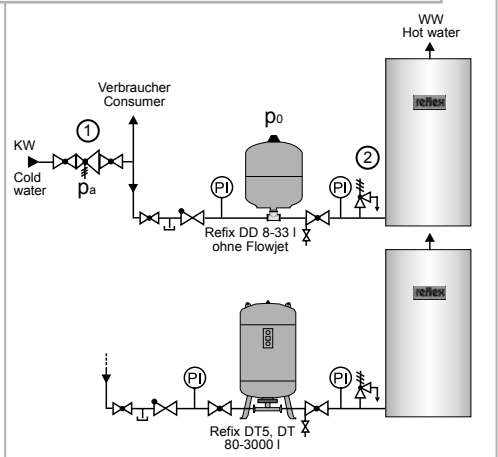 WW
Hot water
reflex
Verbraucher
Consumer
1
p0
KW
2
Cold
water
pa
PI
PI
Refix DD 8-33 l
ohne Flowjet
reflex
PI
PI
Refix DT5, DT
80-3000 l